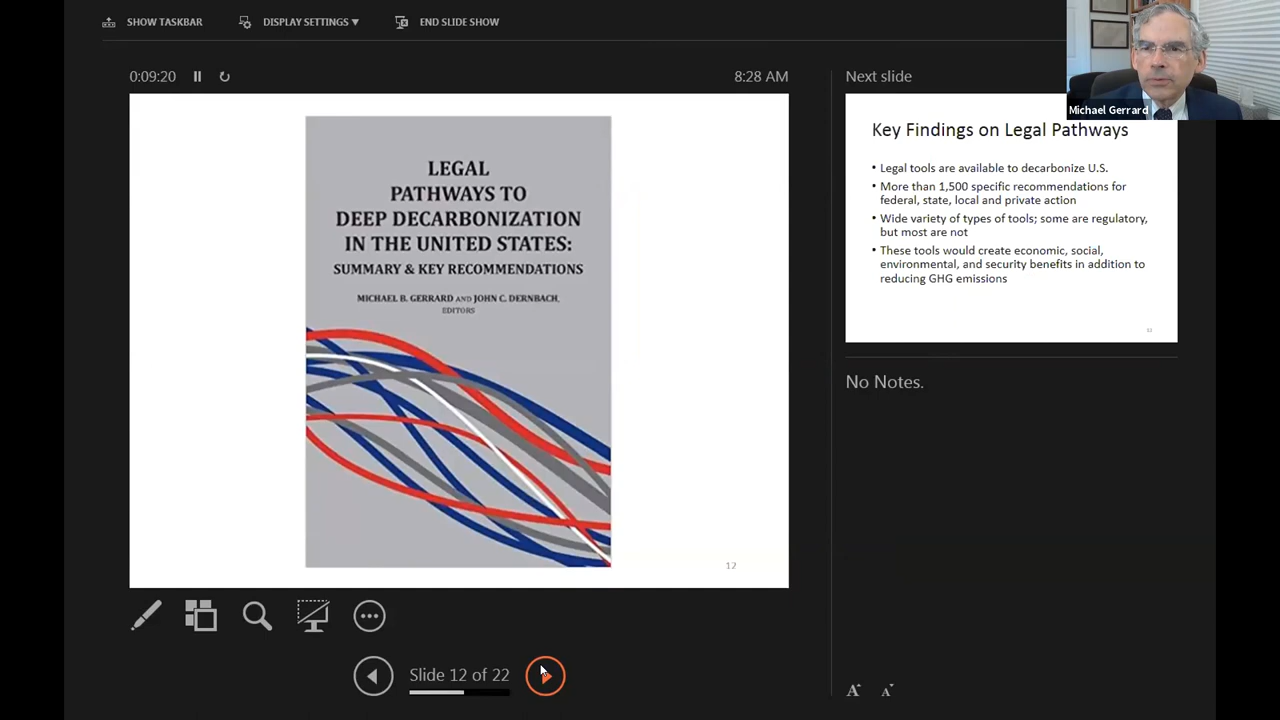 SHOW TASKBAR
DISPLAY SETTINGS ▼
END SLIDE SHOW
Michael Gerrard
0:09:20
8:28 AM
LEGAL
PATHWAYS TO
DEEP DECARBONIZATION
IN THE UNITED STATES:
SUMMARY & KEY RECOMMENDATIONS
MICHAEL B. GERRARD AND JOHN C. DERNBACH,
EDITORS
12
Slide 12 of 22
Next slide
Key Findings on Legal Pathways
• Legal tools are available to decarbonize U.S.
• More than 1,500 specific recommendations for
federal, state, local and private action
• Wide variety of types of tools; some are regulatory,
but most are not
• These tools would create economic, social,
environmental, and security benefits in addition to
reducing GHG emissions
No Notes.
A A